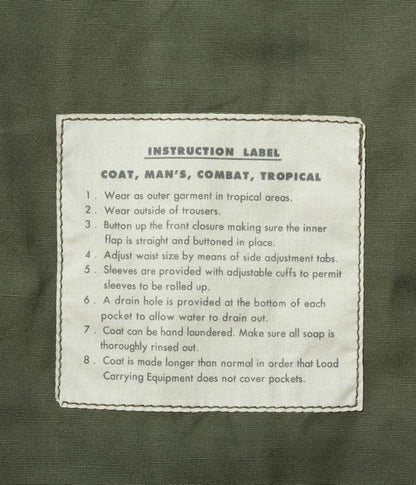 INSTRUCTION LABEL
COAT, MAN'S, COMBAT, TROPICAL
1. Wear as outer garment in tropical areas.
2. Wear outside of trousers.
3. Button up the front closure making sure the inner
flap is straight and buttoned in place.
4. Adjust waist size by means of side adjustment tabs.
5. Sleeves are provided with adjustable cuffs to permit
sleeves to be rolled up.
6. A drain hole is provided at the bottom of each
pocket to allow water to drain out.
7. Coat can be hand laundered. Make sure all soap is
thoroughly rinsed out.
8. Coat is made longer than normal in order that Load
Carrying Equipment does not cover pockets.